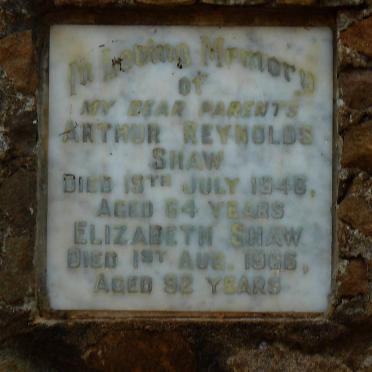 In Loving Memory
of
MY DEAR PARENTS
ARTHUR REYNOLDS
SHAW
DIED 19TH JULY 1946,
AGED 64 YEARS
ELIZABETH SHAW
DIED 1ST AUG. 1966,
AGED 82 YEARS